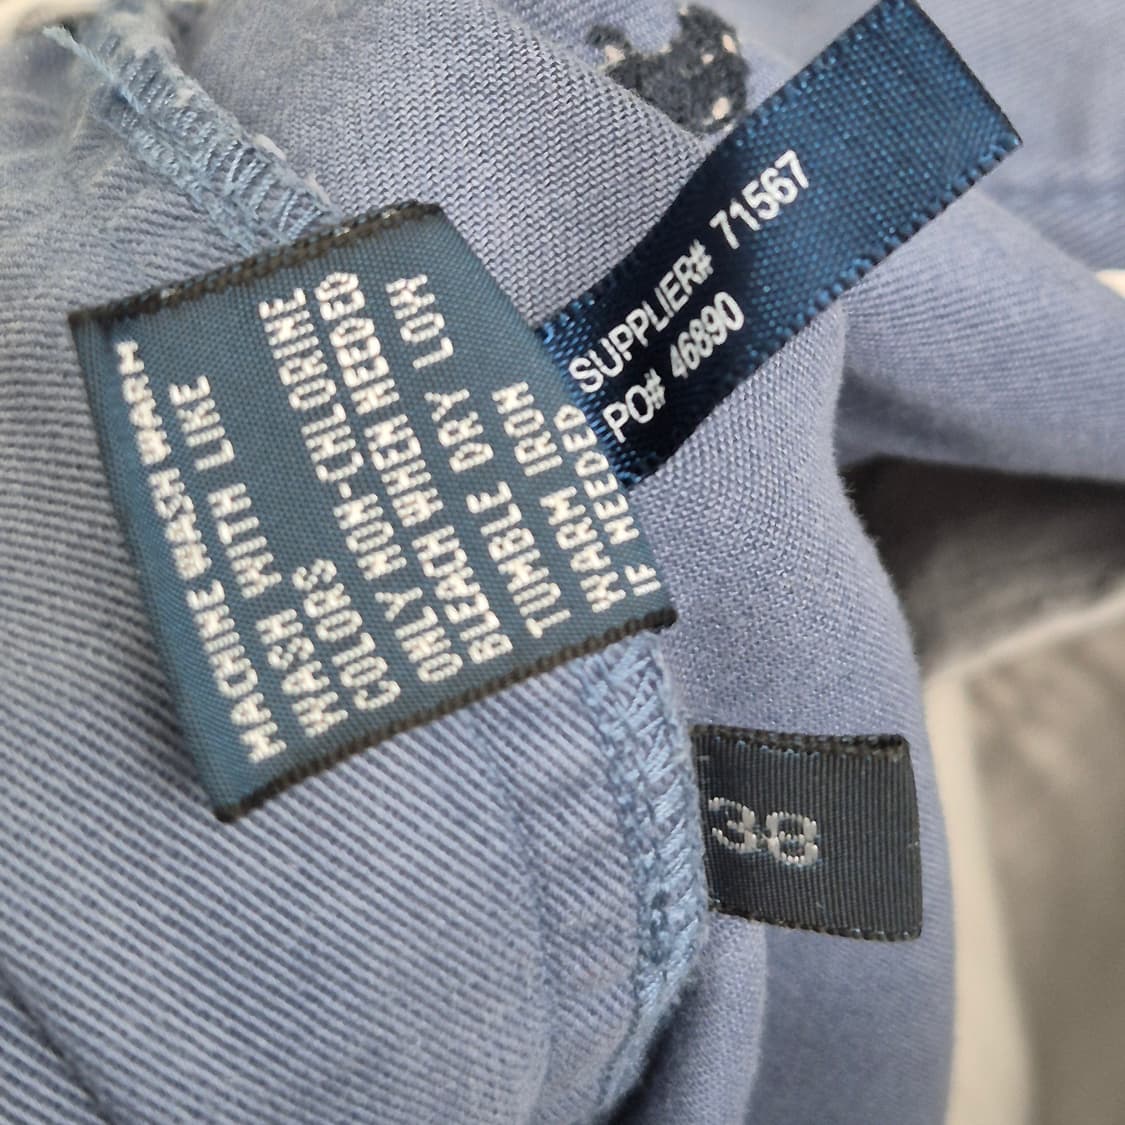 MACHINE WASH WARM
WASH WITH LIKE
COLORS
ONLY NON-CHLORINE
BLEACH WHEN NEEDED
TUMBLE DRY LOW
WARM IRON
IF NEEDED
SUPPLIER# 71567
PO# 46890
38